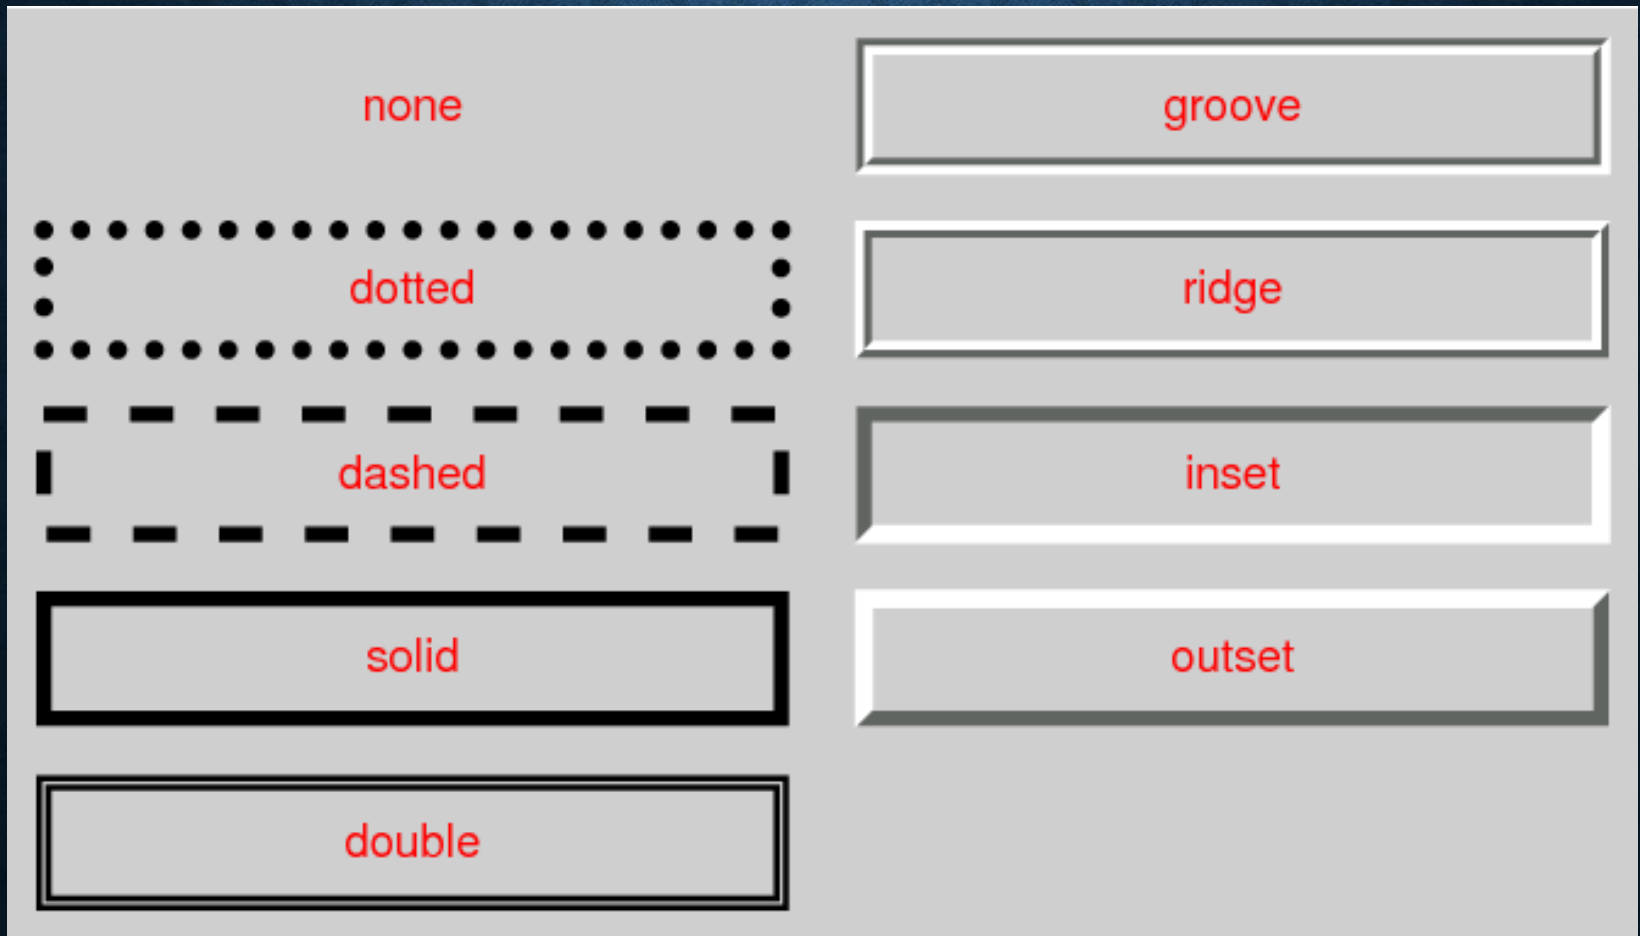 none
dotted
dashed
solid
double
groove
ridge
inset
outset